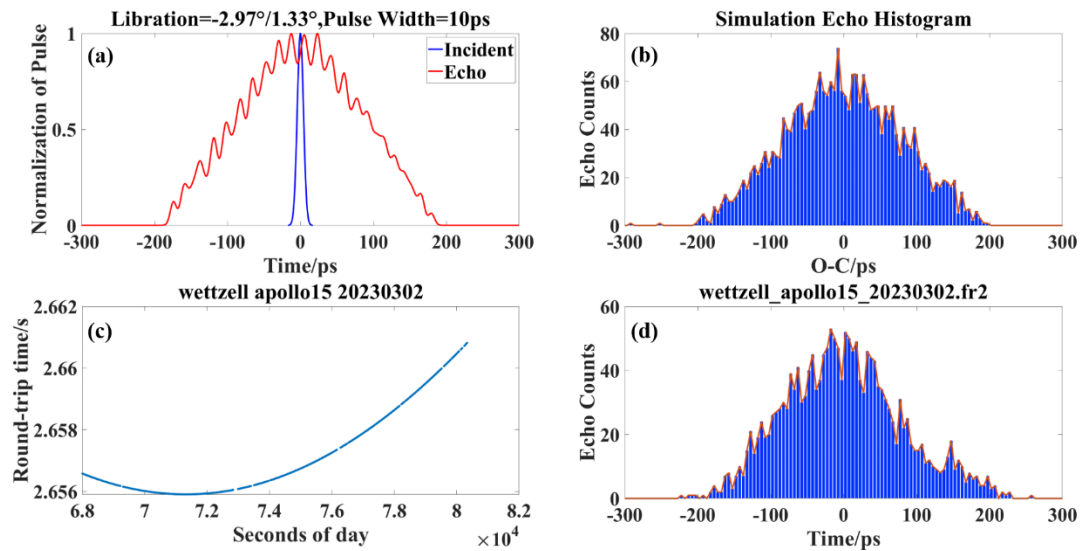 Libration=-2.97°/1.33°,Pulse Width=10ps
(a)
Incident
Echo
Normalization of Pulse
1
0.5
0
-300 -200 -100 0 100 200 300
Time/ps
Simulation Echo Histogram
(b)
Echo Counts
80
60
40
20
0
-300 -200 -100 0 100 200 300
O-C/ps
wettzell apollo15 20230302
(c)
Round-trip time/s
2.662
2.66
2.658
2.656
6.8 7 7.2 7.4 7.6 7.8 8 8.2
Seconds of day
×10⁴
wettzell_apollo15_20230302.fr2
(d)
Echo Counts
60
40
20
0
-300 -200 -100 0 100 200 300
Time/ps